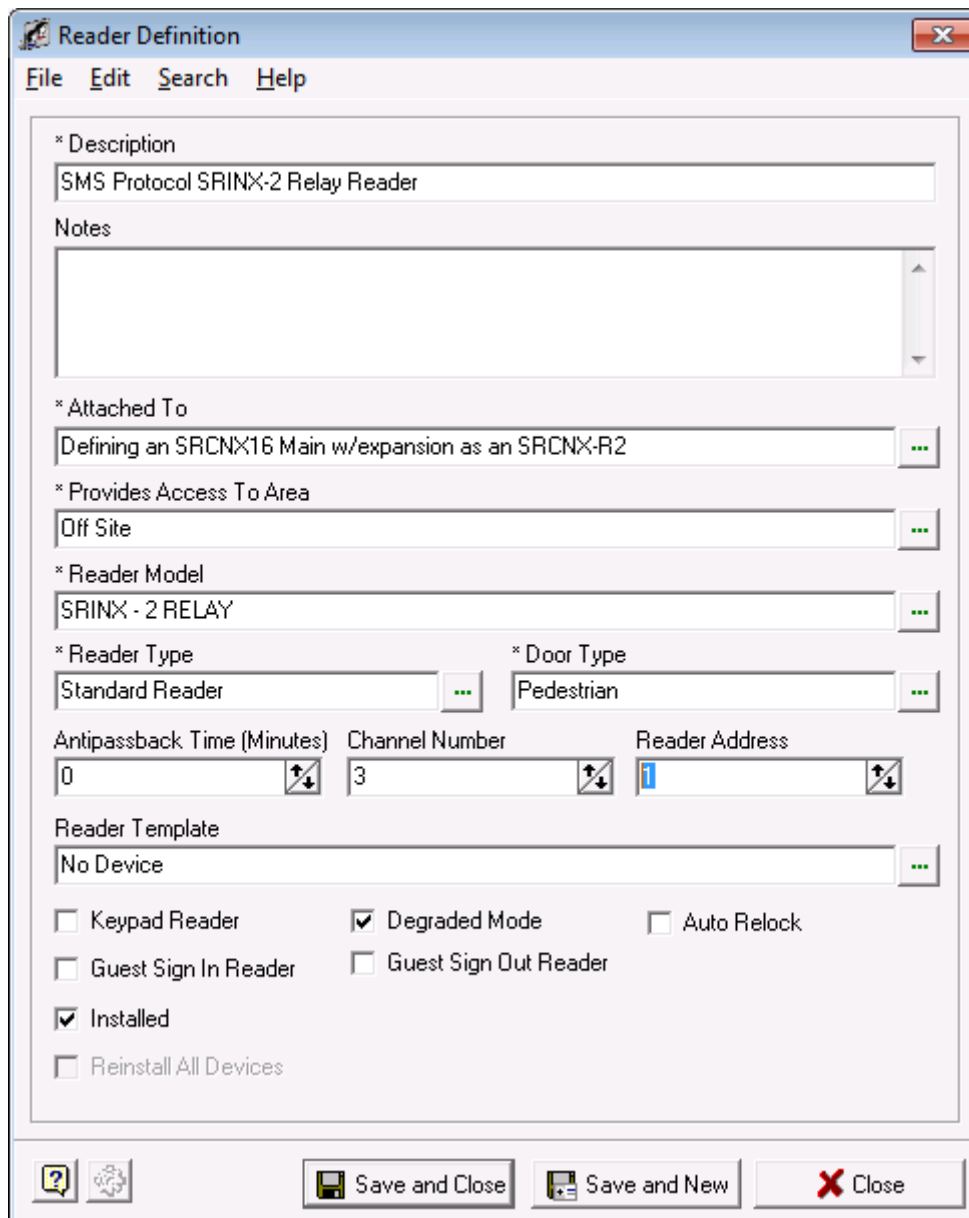 Reader Definition
File Edit Search Help
* Description
SMS Protocol SRINX-2 Relay Reader
Notes
* Attached To
Defining an SRCNX16 Main w/expansion as an SRCNX-R2
* Provides Access To Area
Off Site
* Reader Model
SRINX - 2 RELAY
* Reader Type * Door Type
Standard Reader Pedestrian
Antipassback Time (Minutes) Channel Number Reader Address
0 3 1
Reader Template
No Device
Keypad Reader Degraded Mode Auto Relock
Guest Sign In Reader Guest Sign Out Reader
Installed
Reinstall All Devices
Save and Close Save and New Close